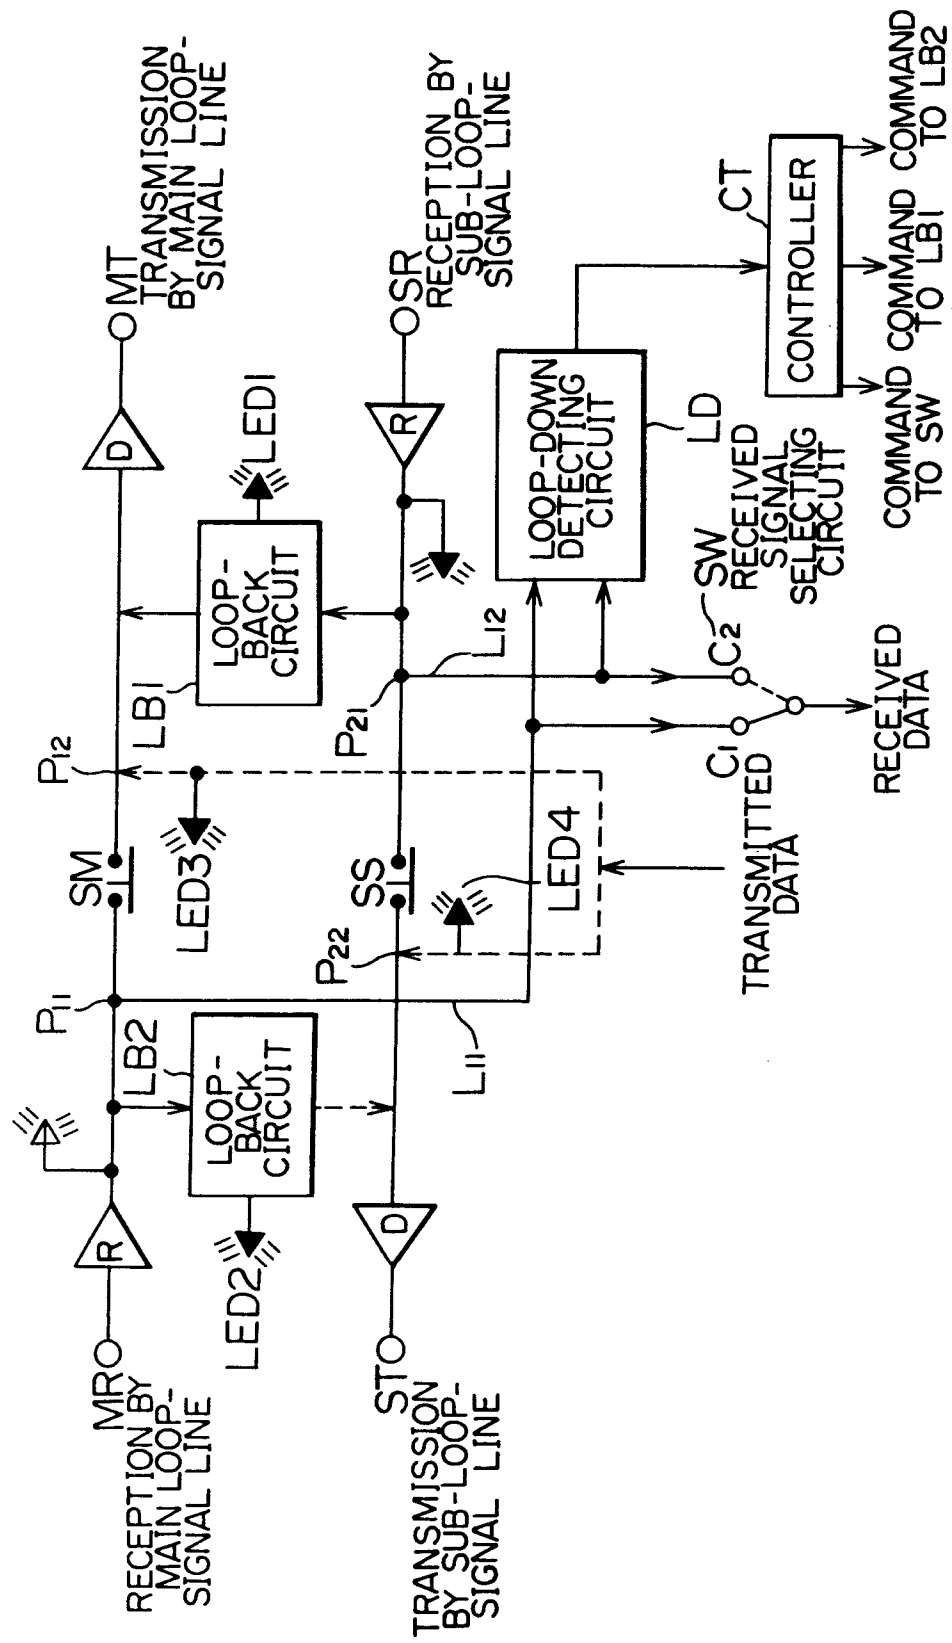 MR
RECEPTION BY
MAIN LOOP-
SIGNAL LINE
R
P11
SM
P12
D
MT
TRANSMISSION
BY MAIN LOOP-
SIGNAL LINE
LB2
LOOP-
BACK
CIRCUIT
LED2
LED3
LB1
LOOP-
BACK
CIRCUIT
LED1
ST
TRANSMISSION
BY SUB-LOOP-
SIGNAL LINE
D
P22
SS
P21
R
SR
RECEPTION BY
SUB-LOOP-
SIGNAL LINE
L11
LED4
L12
LOOP-DOWN
DETECTING
CIRCUIT
LD
TRANSMITTED
DATA
C1
C2
SW
RECEIVED
SIGNAL
SELECTING
CIRCUIT
RECEIVED
DATA
CT
CONTROLLER
COMMAND
TO SW
COMMAND
TO LB1
COMMAND
TO LB2